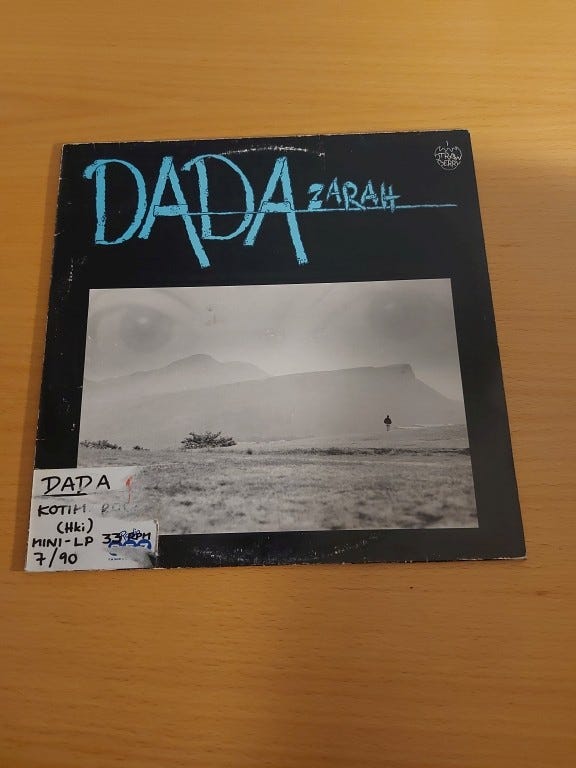 DADA ZARAH
STRAW
BERRY
DADA
KOTIM
(Hki)
MINI-LP 33 RPM
7/90